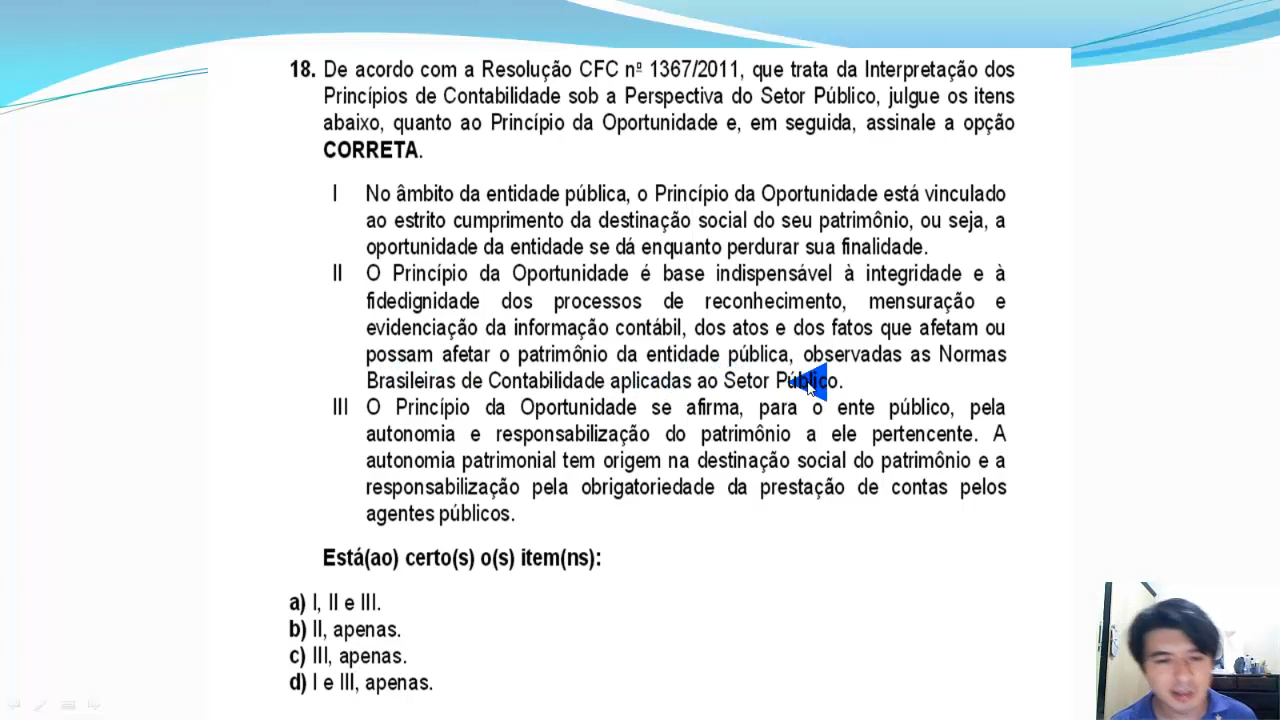 18. De acordo com a Resolução CFC nº 1367/2011, que trata da Interpretação dos
Princípios de Contabilidade sob a Perspectiva do Setor Público, julgue os itens
abaixo, quanto ao Princípio da Oportunidade e, em seguida, assinale a opção
CORRETA.
I No âmbito da entidade pública, o Princípio da Oportunidade está vinculado
ao estrito cumprimento da destinação social do seu patrimônio, ou seja, a
oportunidade da entidade se dá enquanto perdurar sua finalidade.
II O Princípio da Oportunidade é base indispensável à integridade e à
fidedignidade dos processos de reconhecimento, mensuração e
evidenciação da informação contábil, dos atos e dos fatos que afetam ou
possam afetar o patrimônio da entidade pública, observadas as Normas
Brasileiras de Contabilidade aplicadas ao Setor Público.
III O Princípio da Oportunidade se afirma, para o ente público, pela
autonomia e responsabilização do patrimônio a ele pertencente. A
autonomia patrimonial tem origem na destinação social do patrimônio e a
responsabilização pela obrigatoriedade da prestação de contas pelos
agentes públicos.
Está(ao) certo(s) o(s) item(ns):
a) I, II e III.
b) II, apenas.
c) III, apenas.
d) I e III, apenas.